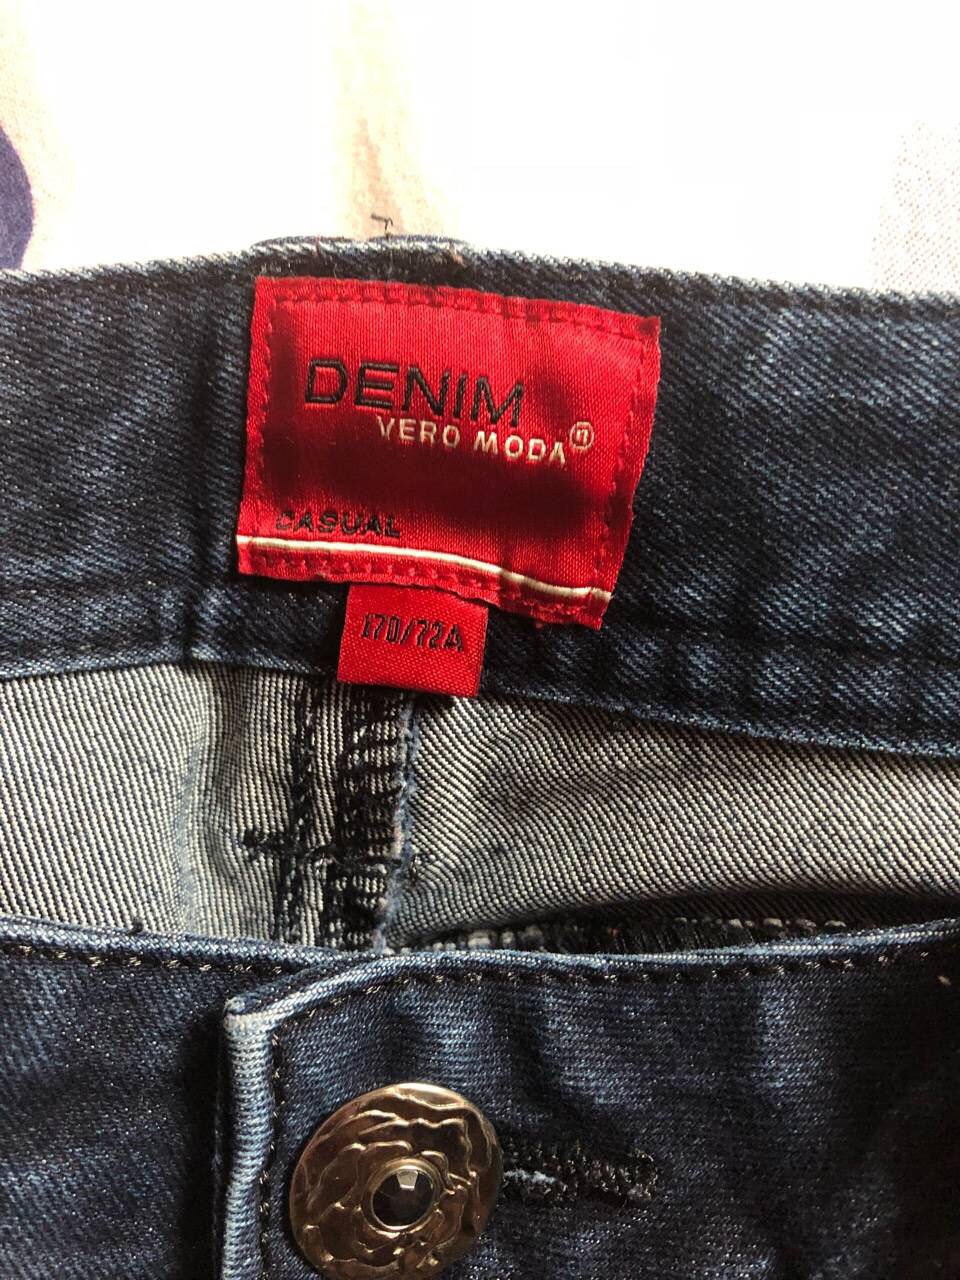 DENIM
VERO MODA
CASUAL
170/72A